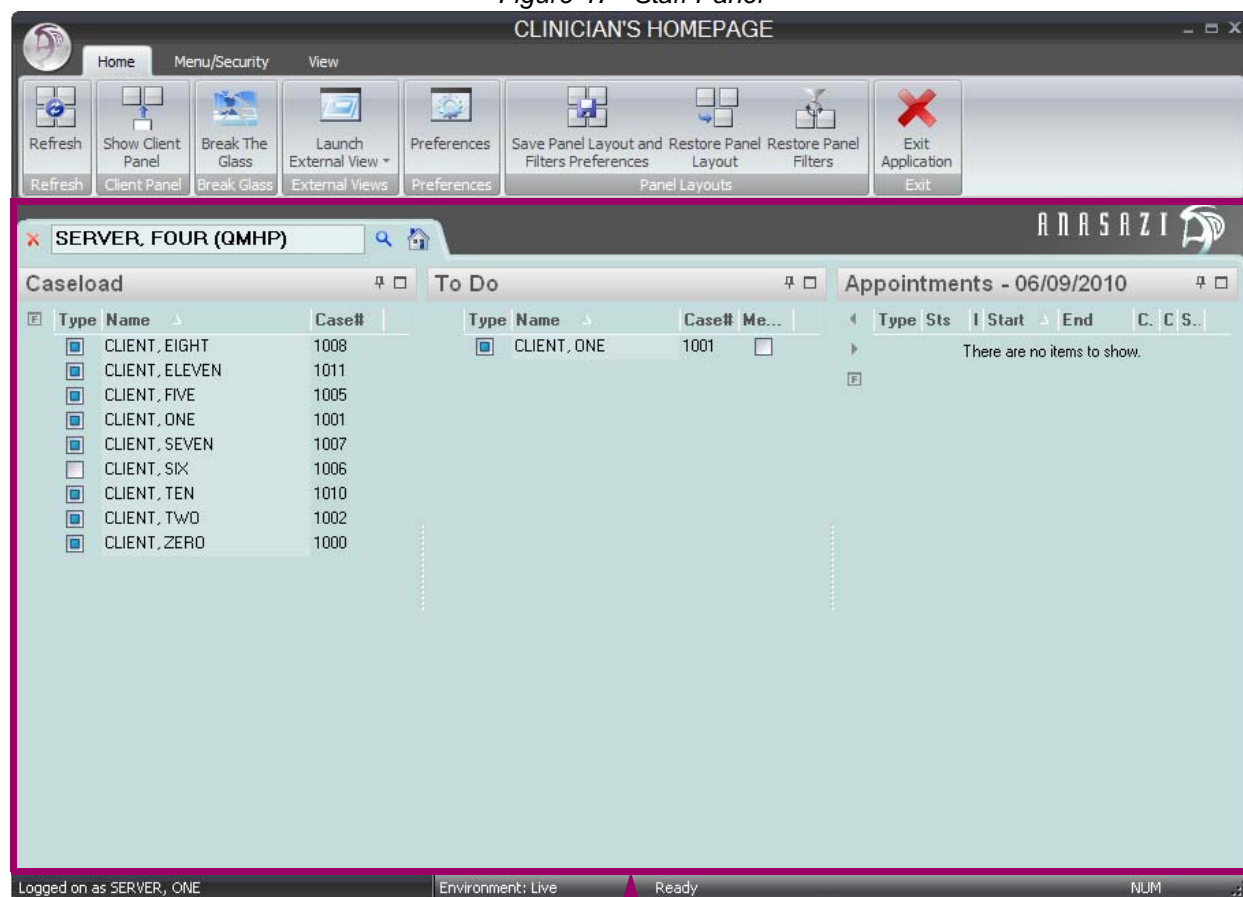 CLINICIAN'S HOMEPAGE
Home Menu/Security View
Refresh
Show Client Panel
Break The Glass
Launch External View
Preferences
Save Panel Layout and Filters Preferences
Restore Panel Layout
Restore Panel Filters
Exit Application
Refresh Client Panel Break Glass External Views Preferences Panel Layouts Exit
ANASAZI
SERVER, FOUR (QMHP)
Caseload
F Type Name Case#
CLIENT, EIGHT 1008
CLIENT, ELEVEN 1011
CLIENT, FIVE 1005
CLIENT, ONE 1001
CLIENT, SEVEN 1007
CLIENT, SIX 1006
CLIENT, TEN 1010
CLIENT, TWO 1002
CLIENT, ZERO 1000
To Do
Type Name Case# Me...
CLIENT, ONE 1001
Appointments - 06/09/2010
Type Sts I Start End C. C S..
There are no items to show.
F
Logged on as SERVER, ONE Environment: Live Ready NUM